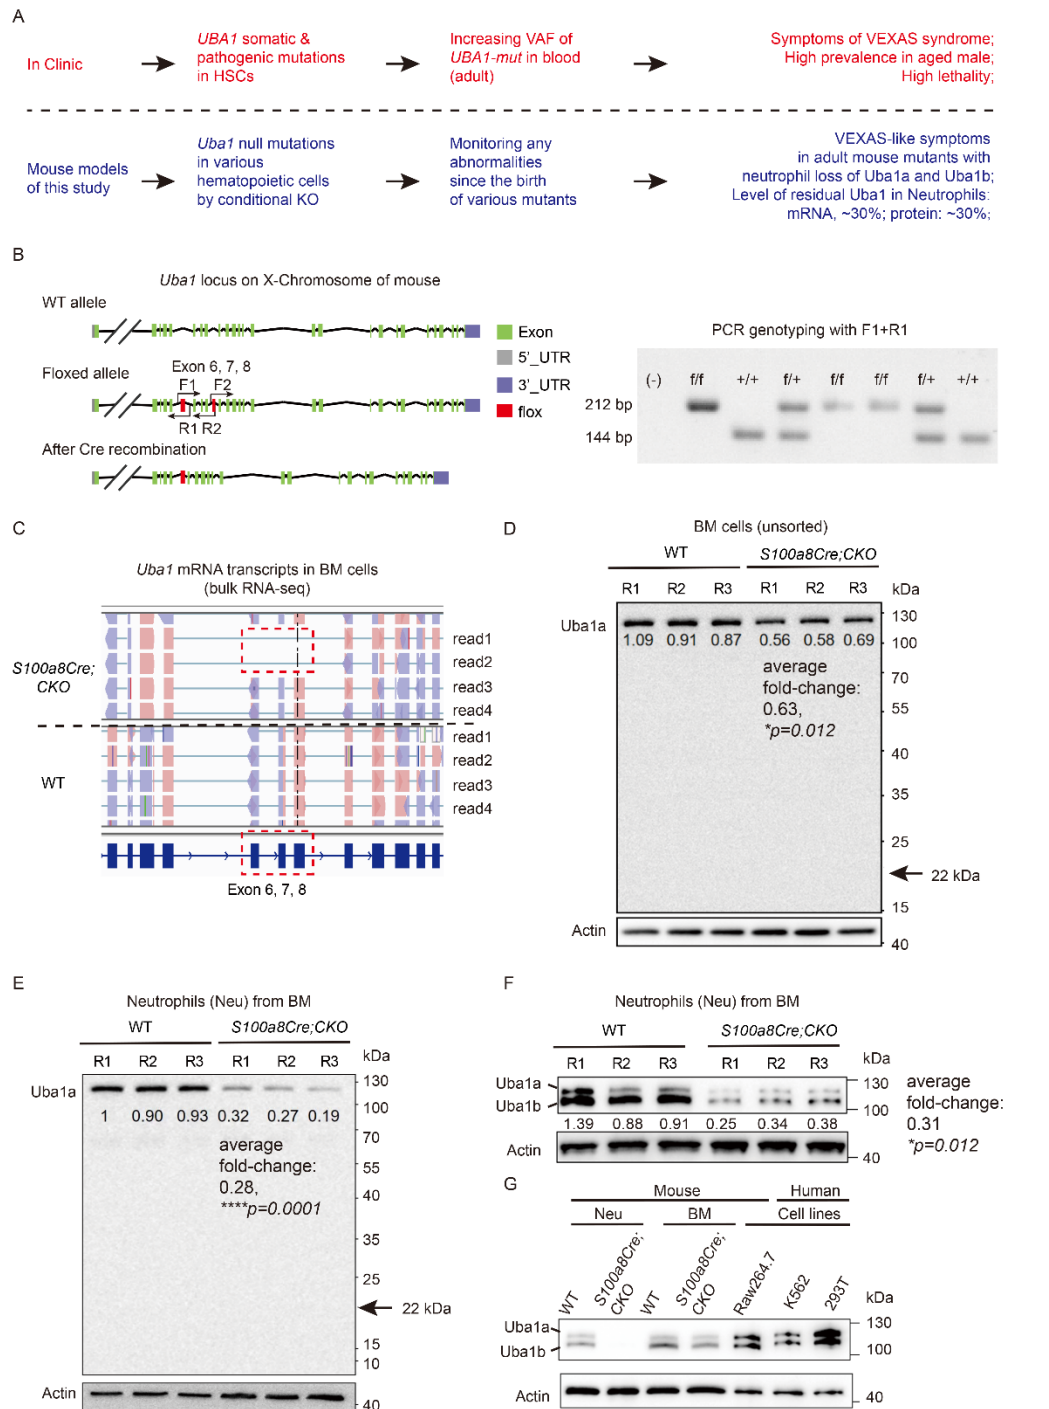 A
In Clinic
UBA1 somatic &
pathogenic mutations
in HSCs
Increasing VAF of
UBA1-mut in blood
(adult)
Symptoms of VEXAS syndrome;
High prevalence in aged male;
High lethality;
Mouse models
of this study
Uba1 null mutations
in various
hematopoietic cells
by conditional KO
Monitoring any
abnormalities
since the birth
of various mutants
VEXAS-like symptoms
in adult mouse mutants with
neutrophil loss of Uba1a and Uba1b;
Level of residual Uba1 in Neutrophils:
mRNA, ~30%; protein: ~30%;
B
Uba1 locus on X-Chromosome of mouse
WT allele
Floxed allele
Exon 6, 7, 8
F1 F2
R1 R2
After Cre recombination
Exon
5'_UTR
3'_UTR
flox
PCR genotyping with F1+R1
(-) f/f +/+ f/+ f/f f/f f/+ +/+
212 bp
144 bp
C
Uba1 mRNA transcripts in BM cells
(bulk RNA-seq)
S100a8Cre;
CKO
read1
read2
read3
read4
WT
read1
read2
read3
read4
Exon 6, 7, 8
D
BM cells (unsorted)
WT S100a8Cre;CKO
R1 R2 R3 R1 R2 R3 kDa
Uba1a
1.09 0.91 0.87 0.56 0.58 0.69
average
fold-change:
0.63,
*p=0.012
130
100
70
55
40
35
25
22 kDa
15
Actin
40
E
Neutrophils (Neu) from BM
WT S100a8Cre;CKO
R1 R2 R3 R1 R2 R3 kDa
Uba1a
1 0.90 0.93 0.32 0.27 0.19
average
fold-change:
0.28,
****p=0.0001
130
100
70
55
40
35
25
22 kDa
15
10
Actin
40
F
Neutrophils (Neu) from BM
WT S100a8Cre;CKO
R1 R2 R3 R1 R2 R3 kDa
Uba1a
Uba1b
130
100
1.39 0.88 0.91 0.25 0.34 0.38
Actin
40
average
fold-change:
0.31
*p=0.012
G
Mouse Human
Neu BM Cell lines
WT
S100a8Cre;
CKO
WT
S100a8Cre;
CKO
Raw264.7
K562
293T
kDa
Uba1a
Uba1b
130
100
Actin
40